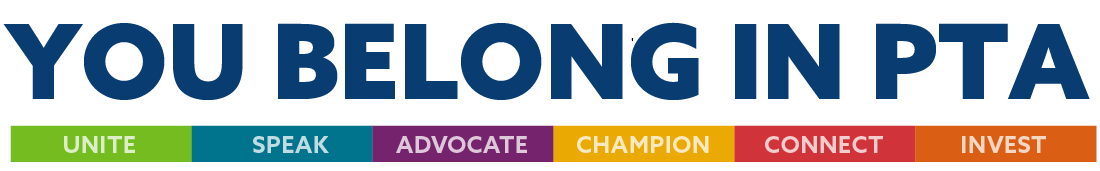 YOU BELONG IN PTA
UNITE SPEAK ADVOCATE CHAMPION CONNECT INVEST